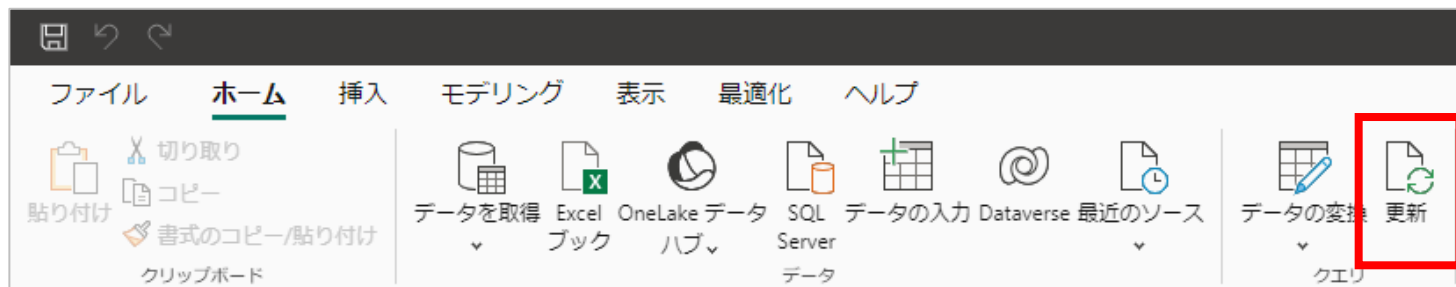 ファイル ホーム 挿入 モデリング 表示 最適化 ヘルプ
切り取り
コピー
貼り付け
書式のコピー/貼り付け
クリップボード
データを取得
Excel
ブック
OneLake データ
ハブ
SQL
Server
データの入力
Dataverse
最近のソース
データ
データの変換
更新
クエリ